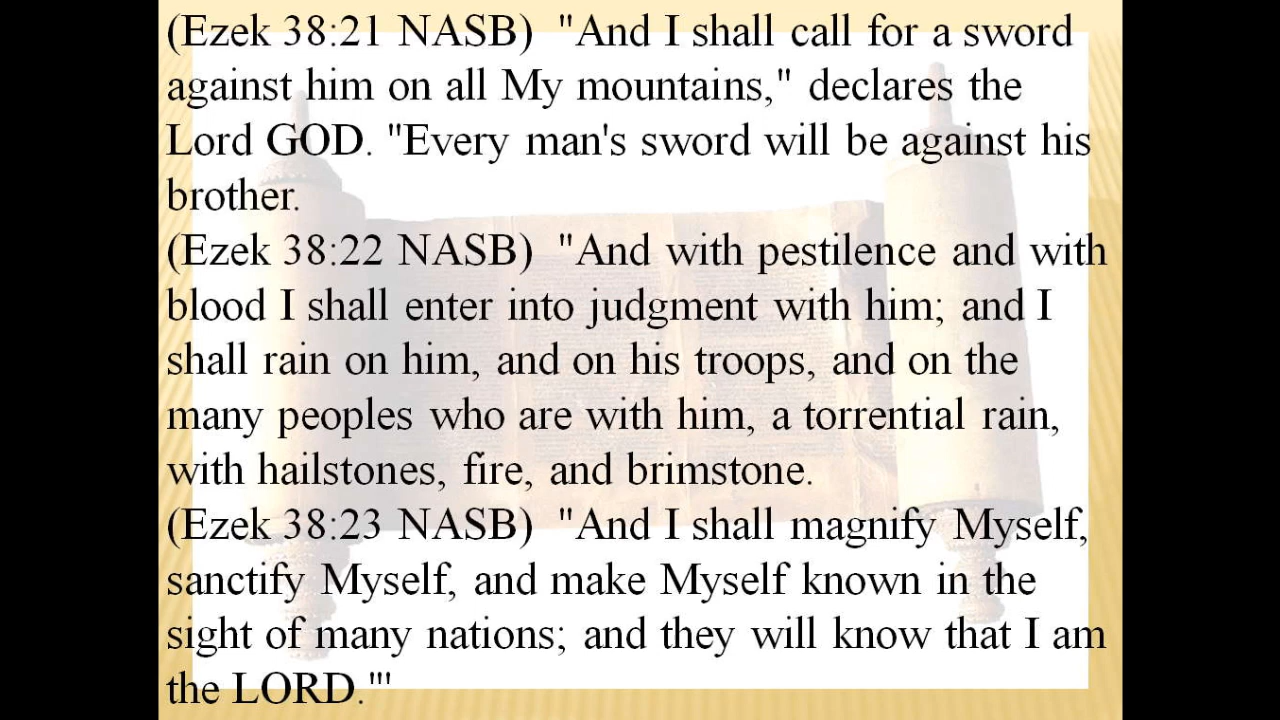 (Ezek 38:21 NASB)  "And I shall call for a sword
against him on all My mountains," declares the
Lord GOD. "Every man's sword will be against his
brother.
(Ezek 38:22 NASB)  "And with pestilence and with
blood I shall enter into judgment with him; and I
shall rain on him, and on his troops, and on the
many peoples who are with him, a torrential rain,
with hailstones, fire, and brimstone.
(Ezek 38:23 NASB)  "And I shall magnify Myself,
sanctify Myself, and make Myself known in the
sight of many nations; and they will know that I am
the LORD."'